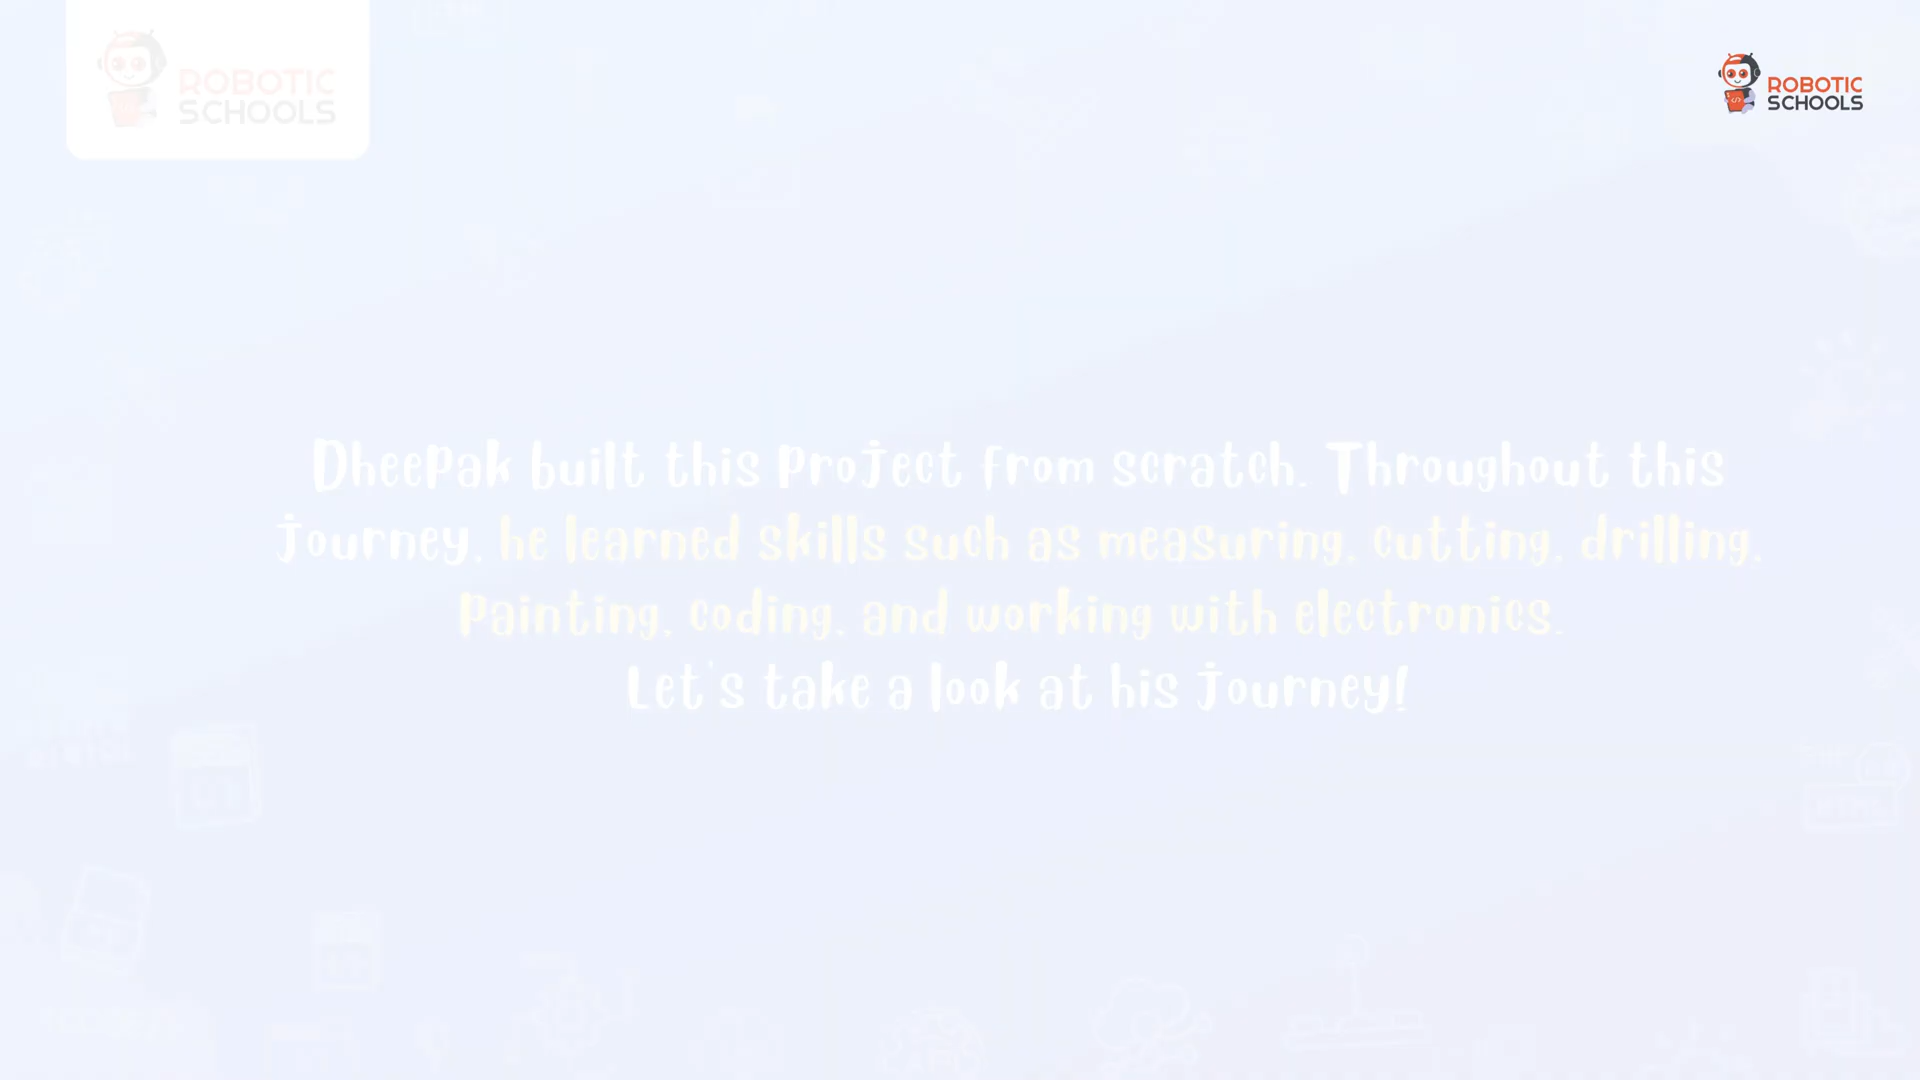 ROBOTIC
SCHOOLS
ROBOTIC
SCHOOLS
Dheepak built this project from scratch. Throughout this
journey, he learned skills such as measuring, cutting, drilling,
painting, coding, and working with electronics.
Let's take a look at his journey!